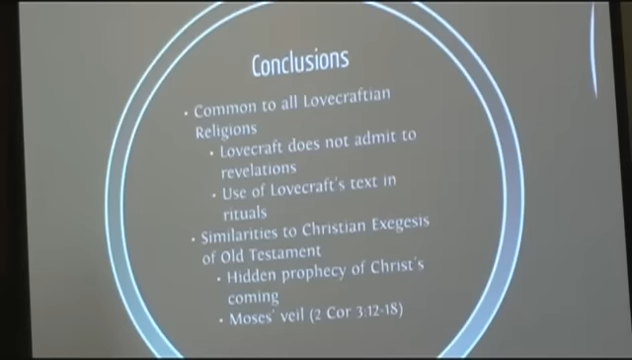 Conclusions
• Common to all Lovecraftian
Religions
• Lovecraft does not admit to
revelations
• Use of Lovecraft's text in
rituals
• Similarities to Christian Exegesis
of Old Testament
• Hidden prophecy of Christ's
coming
• Moses' veil (2 Cor 3:12-18)